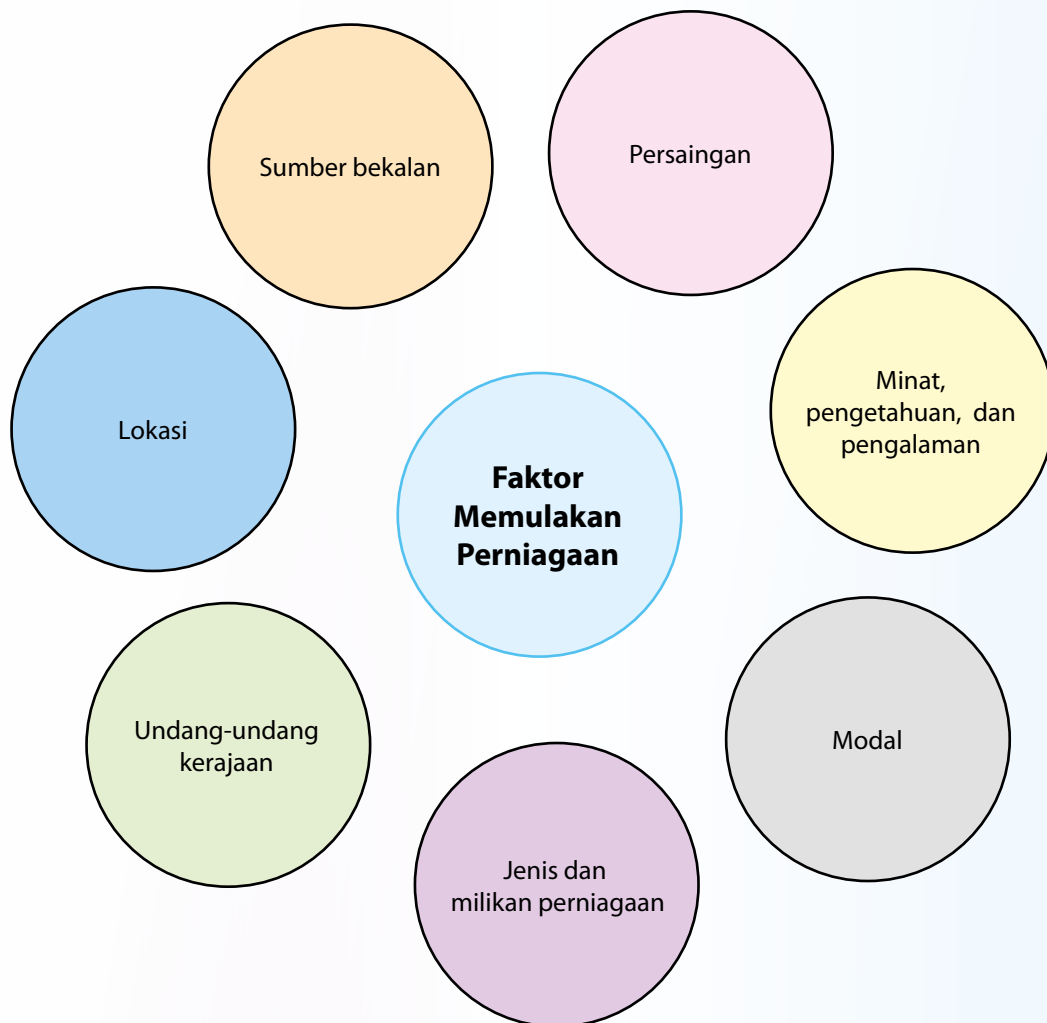 Sumber bekalan
Persaingan
Lokasi
Minat,
pengetahuan, dan
pengalaman
Faktor
Memulakan
Perniagaan
Undang-undang
kerajaan
Modal
Jenis dan
milikan perniagaan